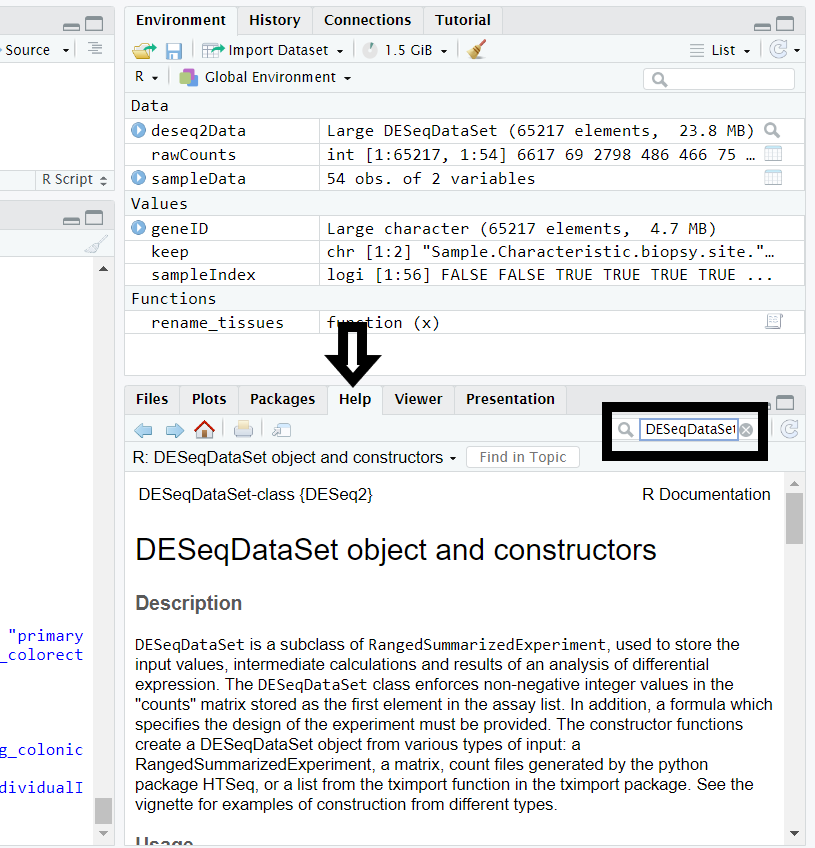 Source
R Script
"primary
_colorect
g_colonic
dividualI
Environment History Connections Tutorial
Import Dataset 1.5 GiB List
R Global Environment
Data
deseq2Data Large DESeqDataSet (65217 elements, 23.8 MB)
rawCounts int [1:65217, 1:54] 6617 69 2798 486 466 75 …
sampleData 54 obs. of 2 variables
Values
geneID Large character (65217 elements, 4.7 MB)
keep chr [1:2] "Sample.Characteristic.biopsy.site."…
sampleIndex logi [1:56] FALSE FALSE TRUE TRUE TRUE TRUE ...
Functions
rename_tissues function (x)
Files Plots Packages Help Viewer Presentation
DESeqDataSet
R: DESeqDataSet object and constructors Find in Topic
DESeqDataSet-class {DESeq2} R Documentation
DESeqDataSet object and constructors
Description
DESeqDataSet is a subclass of RangedSummarizedExperiment, used to store the
input values, intermediate calculations and results of an analysis of differential
expression. The DESeqDataSet class enforces non-negative integer values in the
"counts" matrix stored as the first element in the assay list. In addition, a formula which
specifies the design of the experiment must be provided. The constructor functions
create a DESeqDataSet object from various types of input: a
RangedSummarizedExperiment, a matrix, count files generated by the python
package HTSeq, or a list from the tximport function in the tximport package. See the
vignette for examples of construction from different types.
Usage